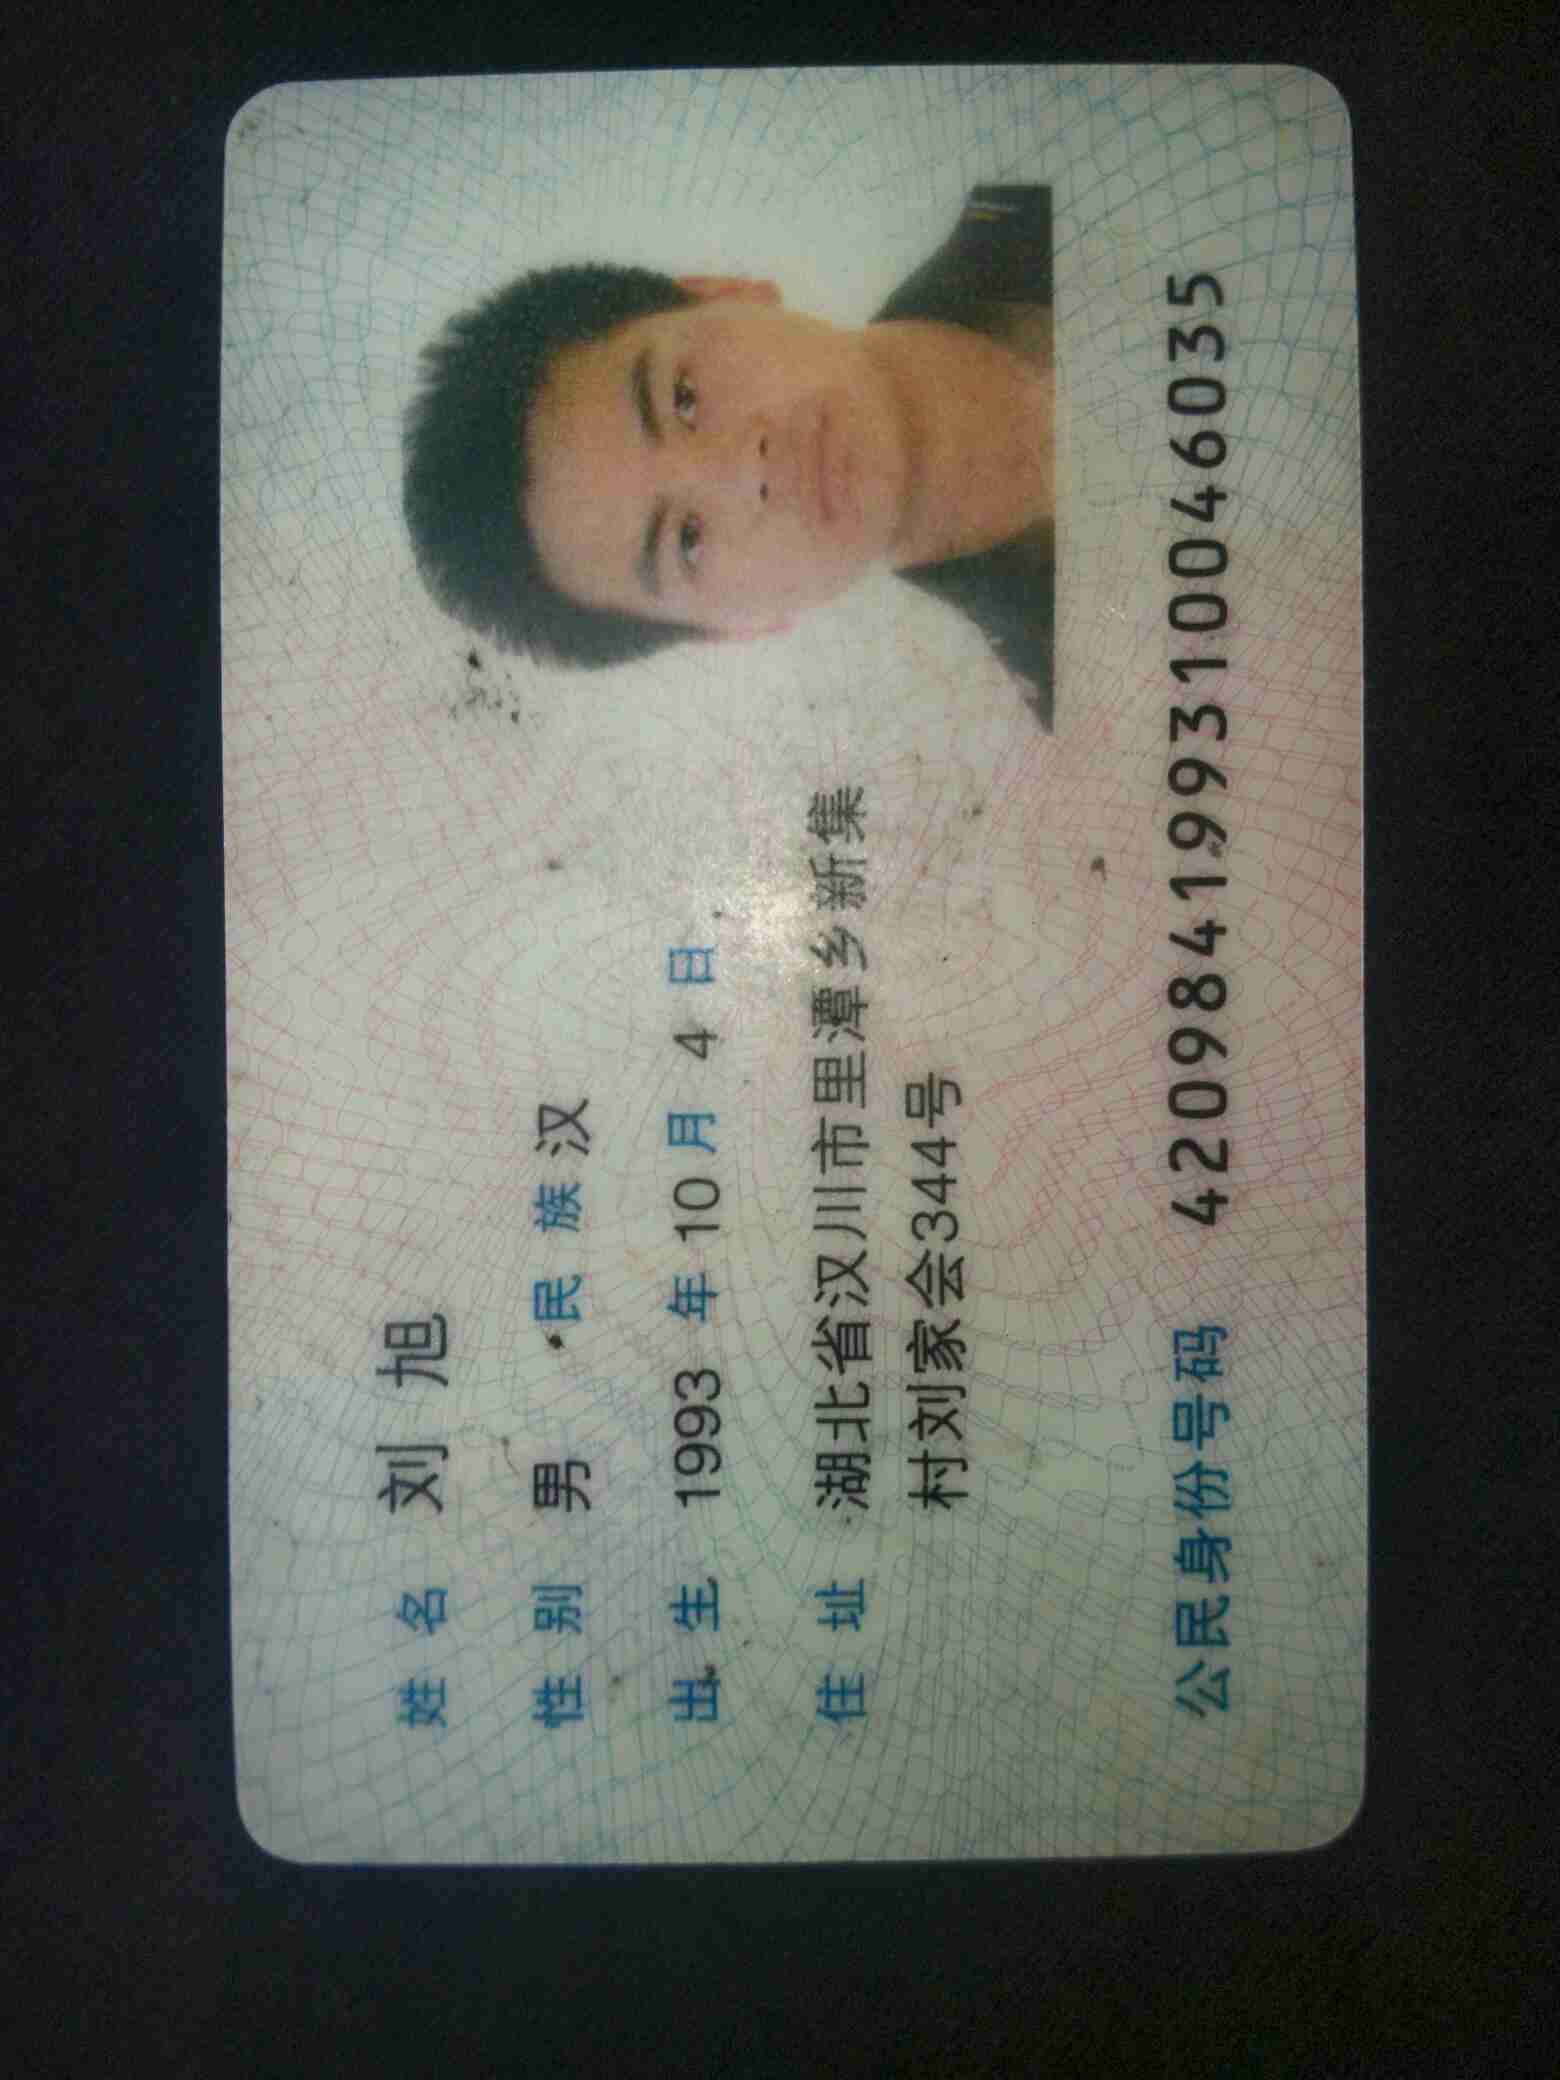 姓名 刘旭
性别 男 民族 汉
出生 1993 年 10 月 4 日
住址 湖北省汉川市里潭乡新集
村刘家会344号
公民身份号码 420984199310046035